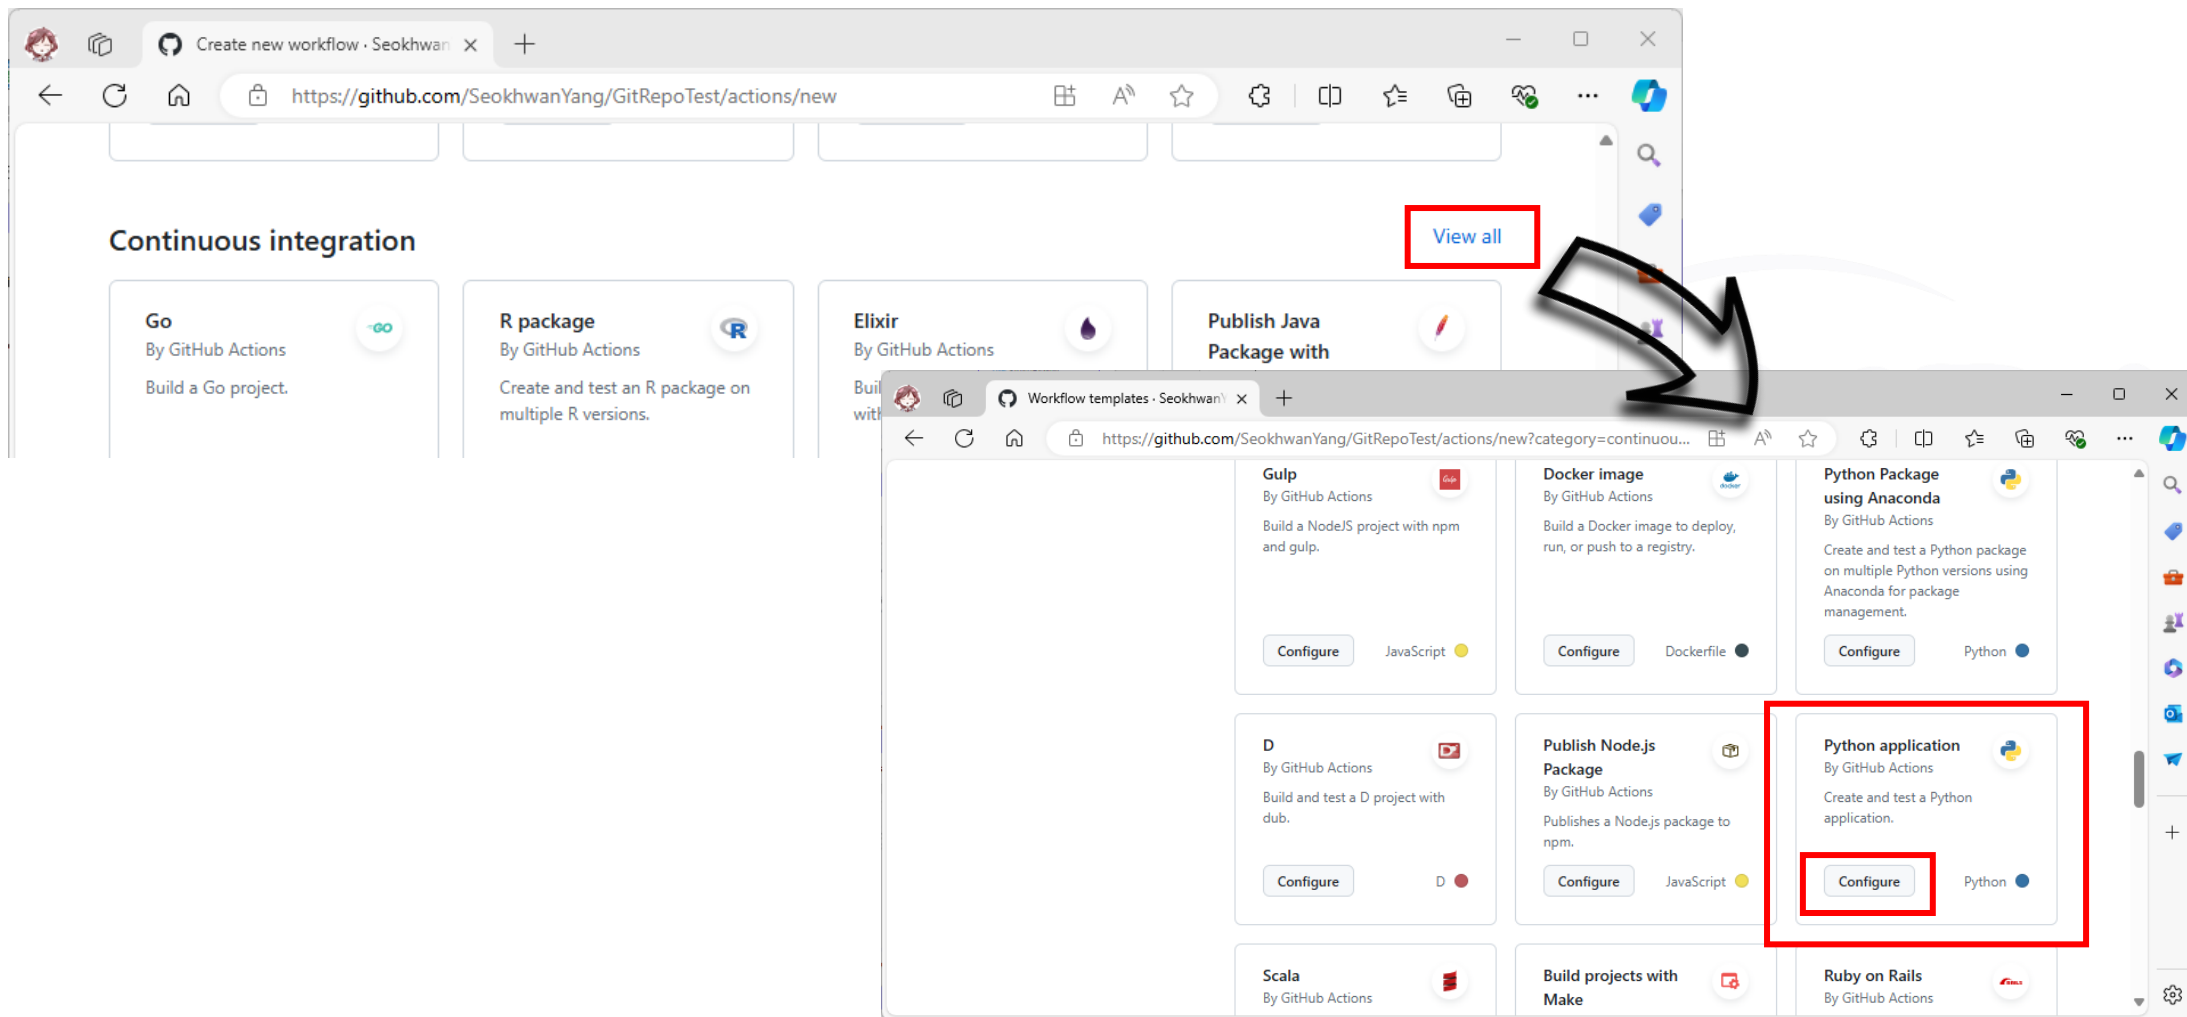 Create new workflow · Seokhwan
https://github.com/SeokhwanYang/GitRepoTest/actions/new
Continuous integration
View all
Go
By GitHub Actions
Build a Go project.
GO
R package
By GitHub Actions
Create and test an R package on
multiple R versions.
R
Elixir
By GitHub Actions
Buil
with
Publish Java
Package with
Workflow templates · SeokhwanY
https://github.com/SeokhwanYang/GitRepoTest/actions/new?category=continuou...
Gulp
By GitHub Actions
Build a NodeJS project with npm
and gulp.
Configure
JavaScript
Gulp
Docker image
By GitHub Actions
Build a Docker image to deploy,
run, or push to a registry.
Configure
Dockerfile
docker
Python Package
using Anaconda
By GitHub Actions
Create and test a Python package
on multiple Python versions using
Anaconda for package
management.
Configure
Python
D
By GitHub Actions
Build and test a D project with
dub.
Configure
D
Publish Node.js
Package
By GitHub Actions
Publishes a Node.js package to
npm.
Configure
JavaScript
Python application
By GitHub Actions
Create and test a Python
application.
Configure
Python
Scala
By GitHub Actions
Build projects with
Make
Ruby on Rails
By GitHub Actions
RAILS